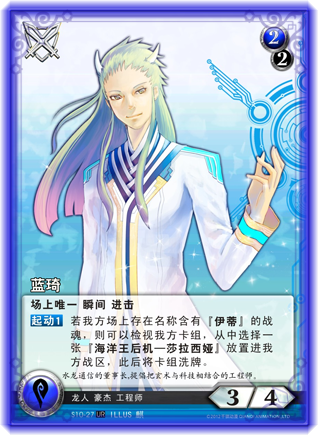 2
2
蓝琦
场上唯一 瞬间 进击
起动1 若我方场上存在名称含有『伊蒂』的战
魂，则可以检视我方卡组，从中选择一
张『海洋王后机—莎拉西娅』放置进我
方战区，此后将卡组洗牌。
水龙通信的董事长，提倡把玄术与科技相结合的工程师。
龙人 豪杰 工程师
3/4
S10-27 UR ILLUS